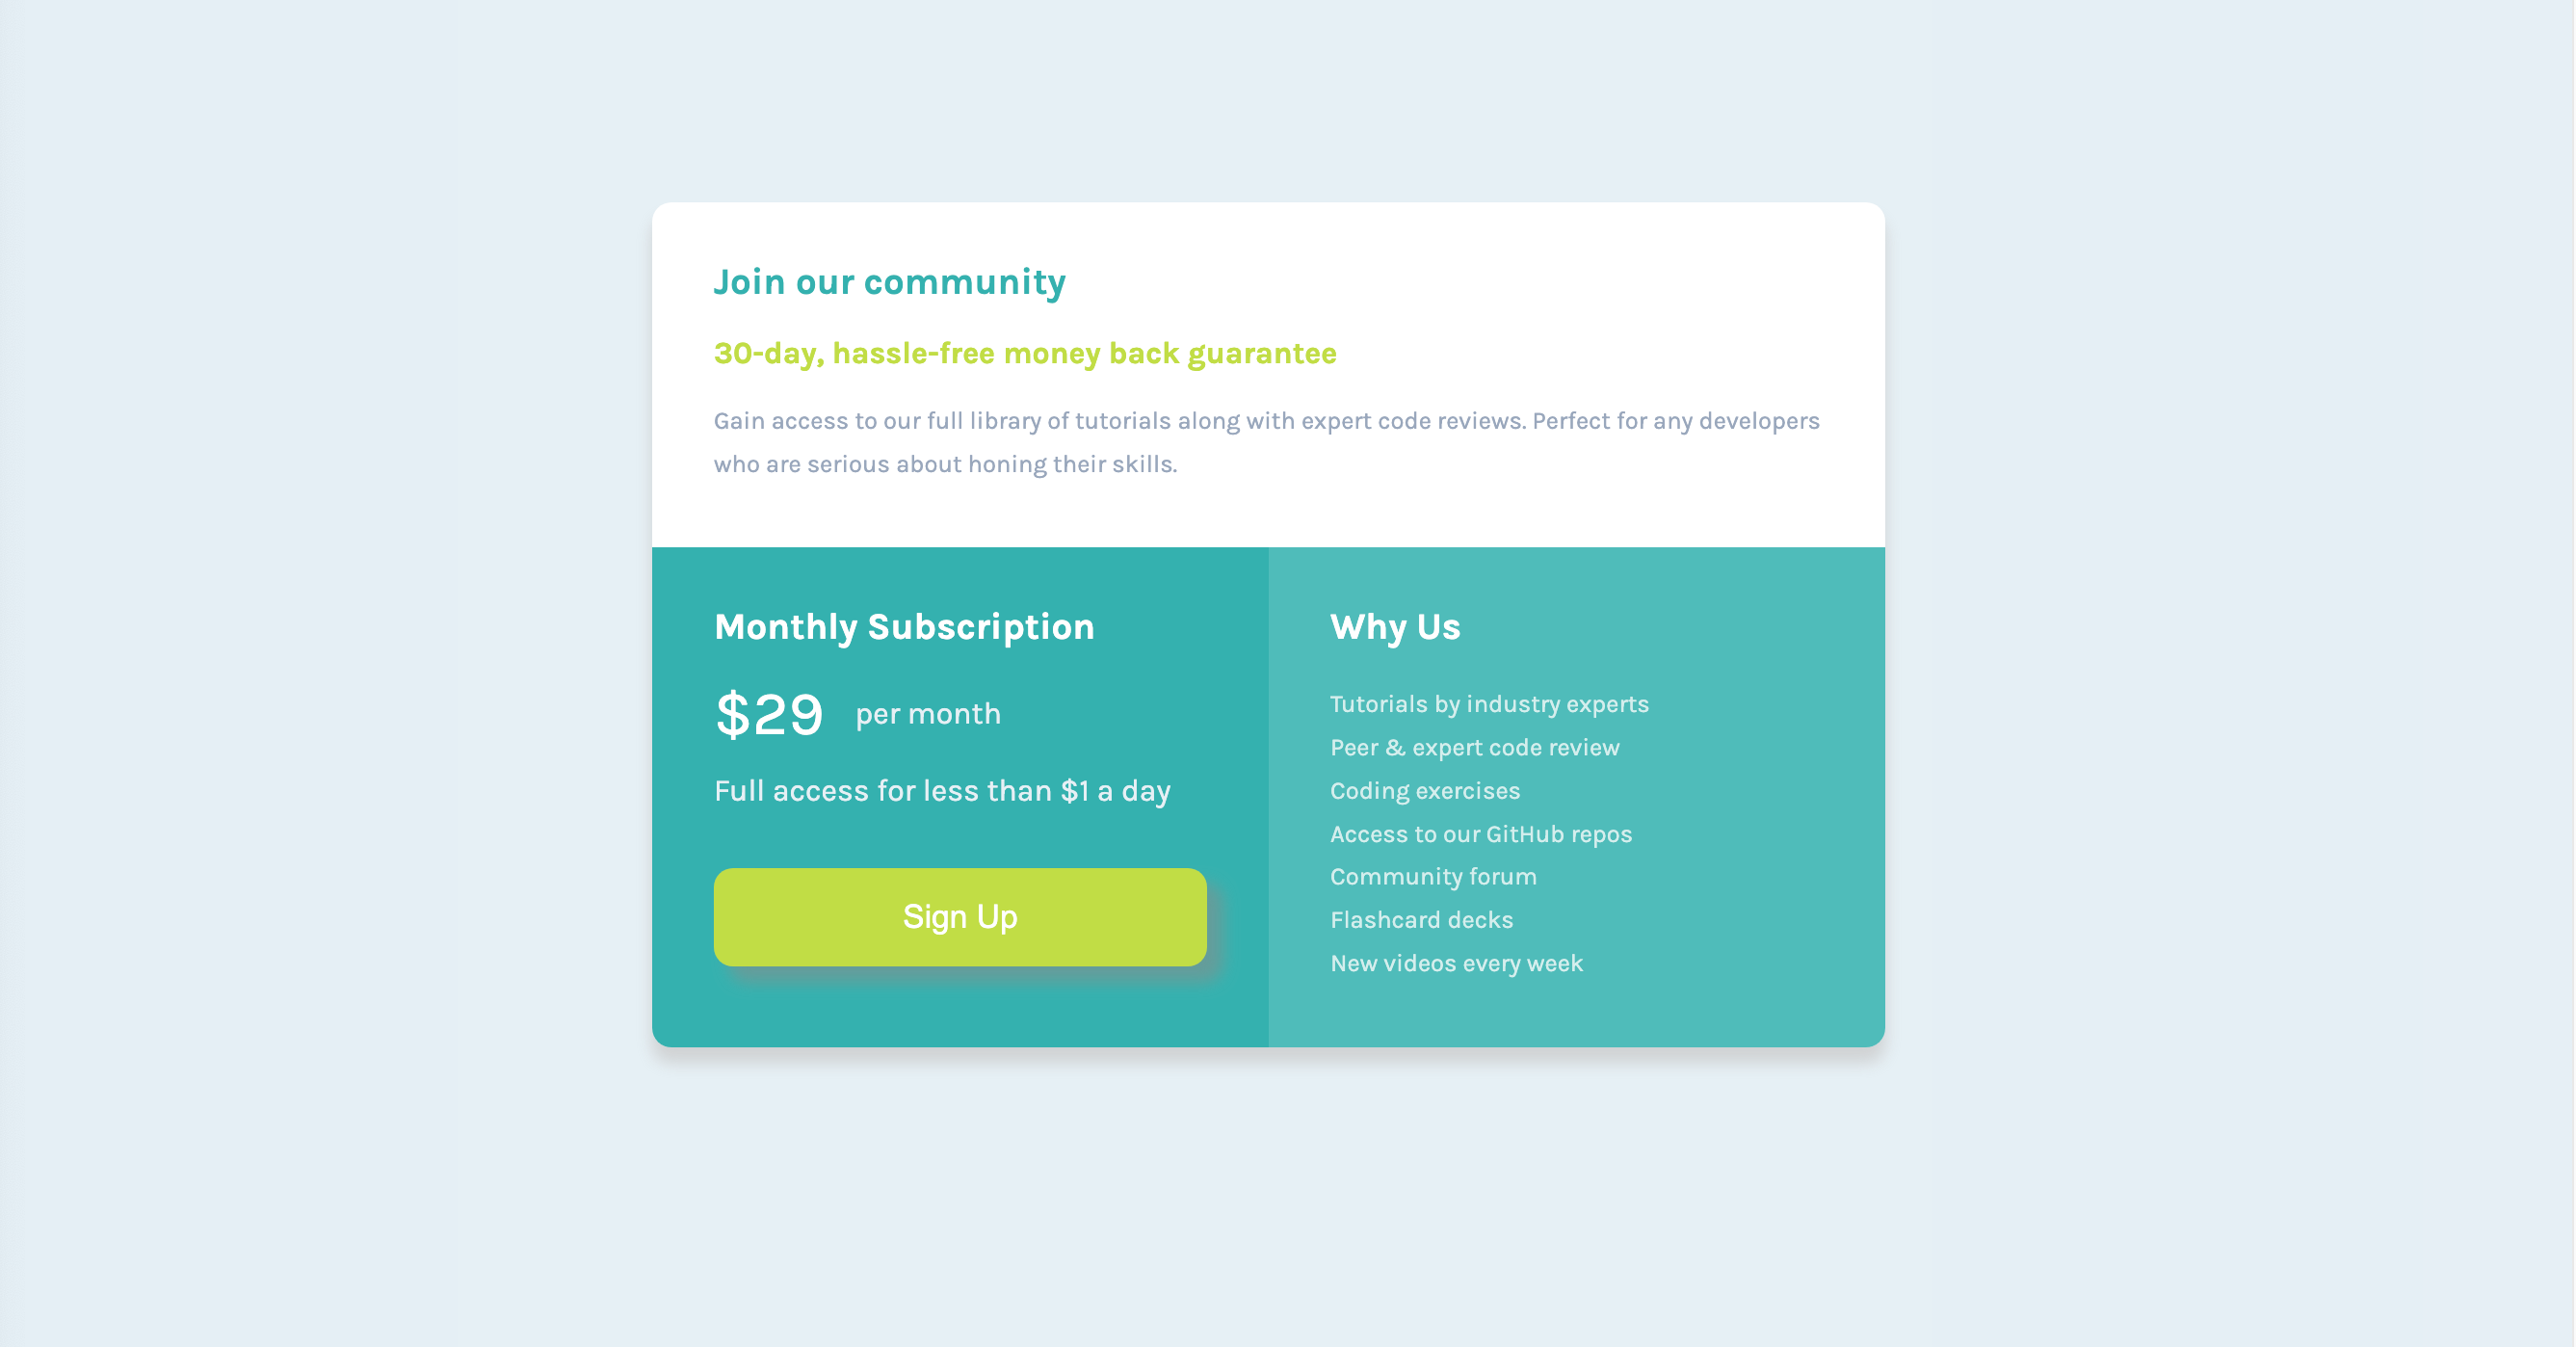 Join our community
30-day, hassle-free money back guarantee
Gain access to our full library of tutorials along with expert code reviews. Perfect for any developers
who are serious about honing their skills.
Monthly Subscription
$29 per month
Full access for less than $1 a day
Sign Up
Why Us
Tutorials by industry experts
Peer & expert code review
Coding exercises
Access to our GitHub repos
Community forum
Flashcard decks
New videos every week